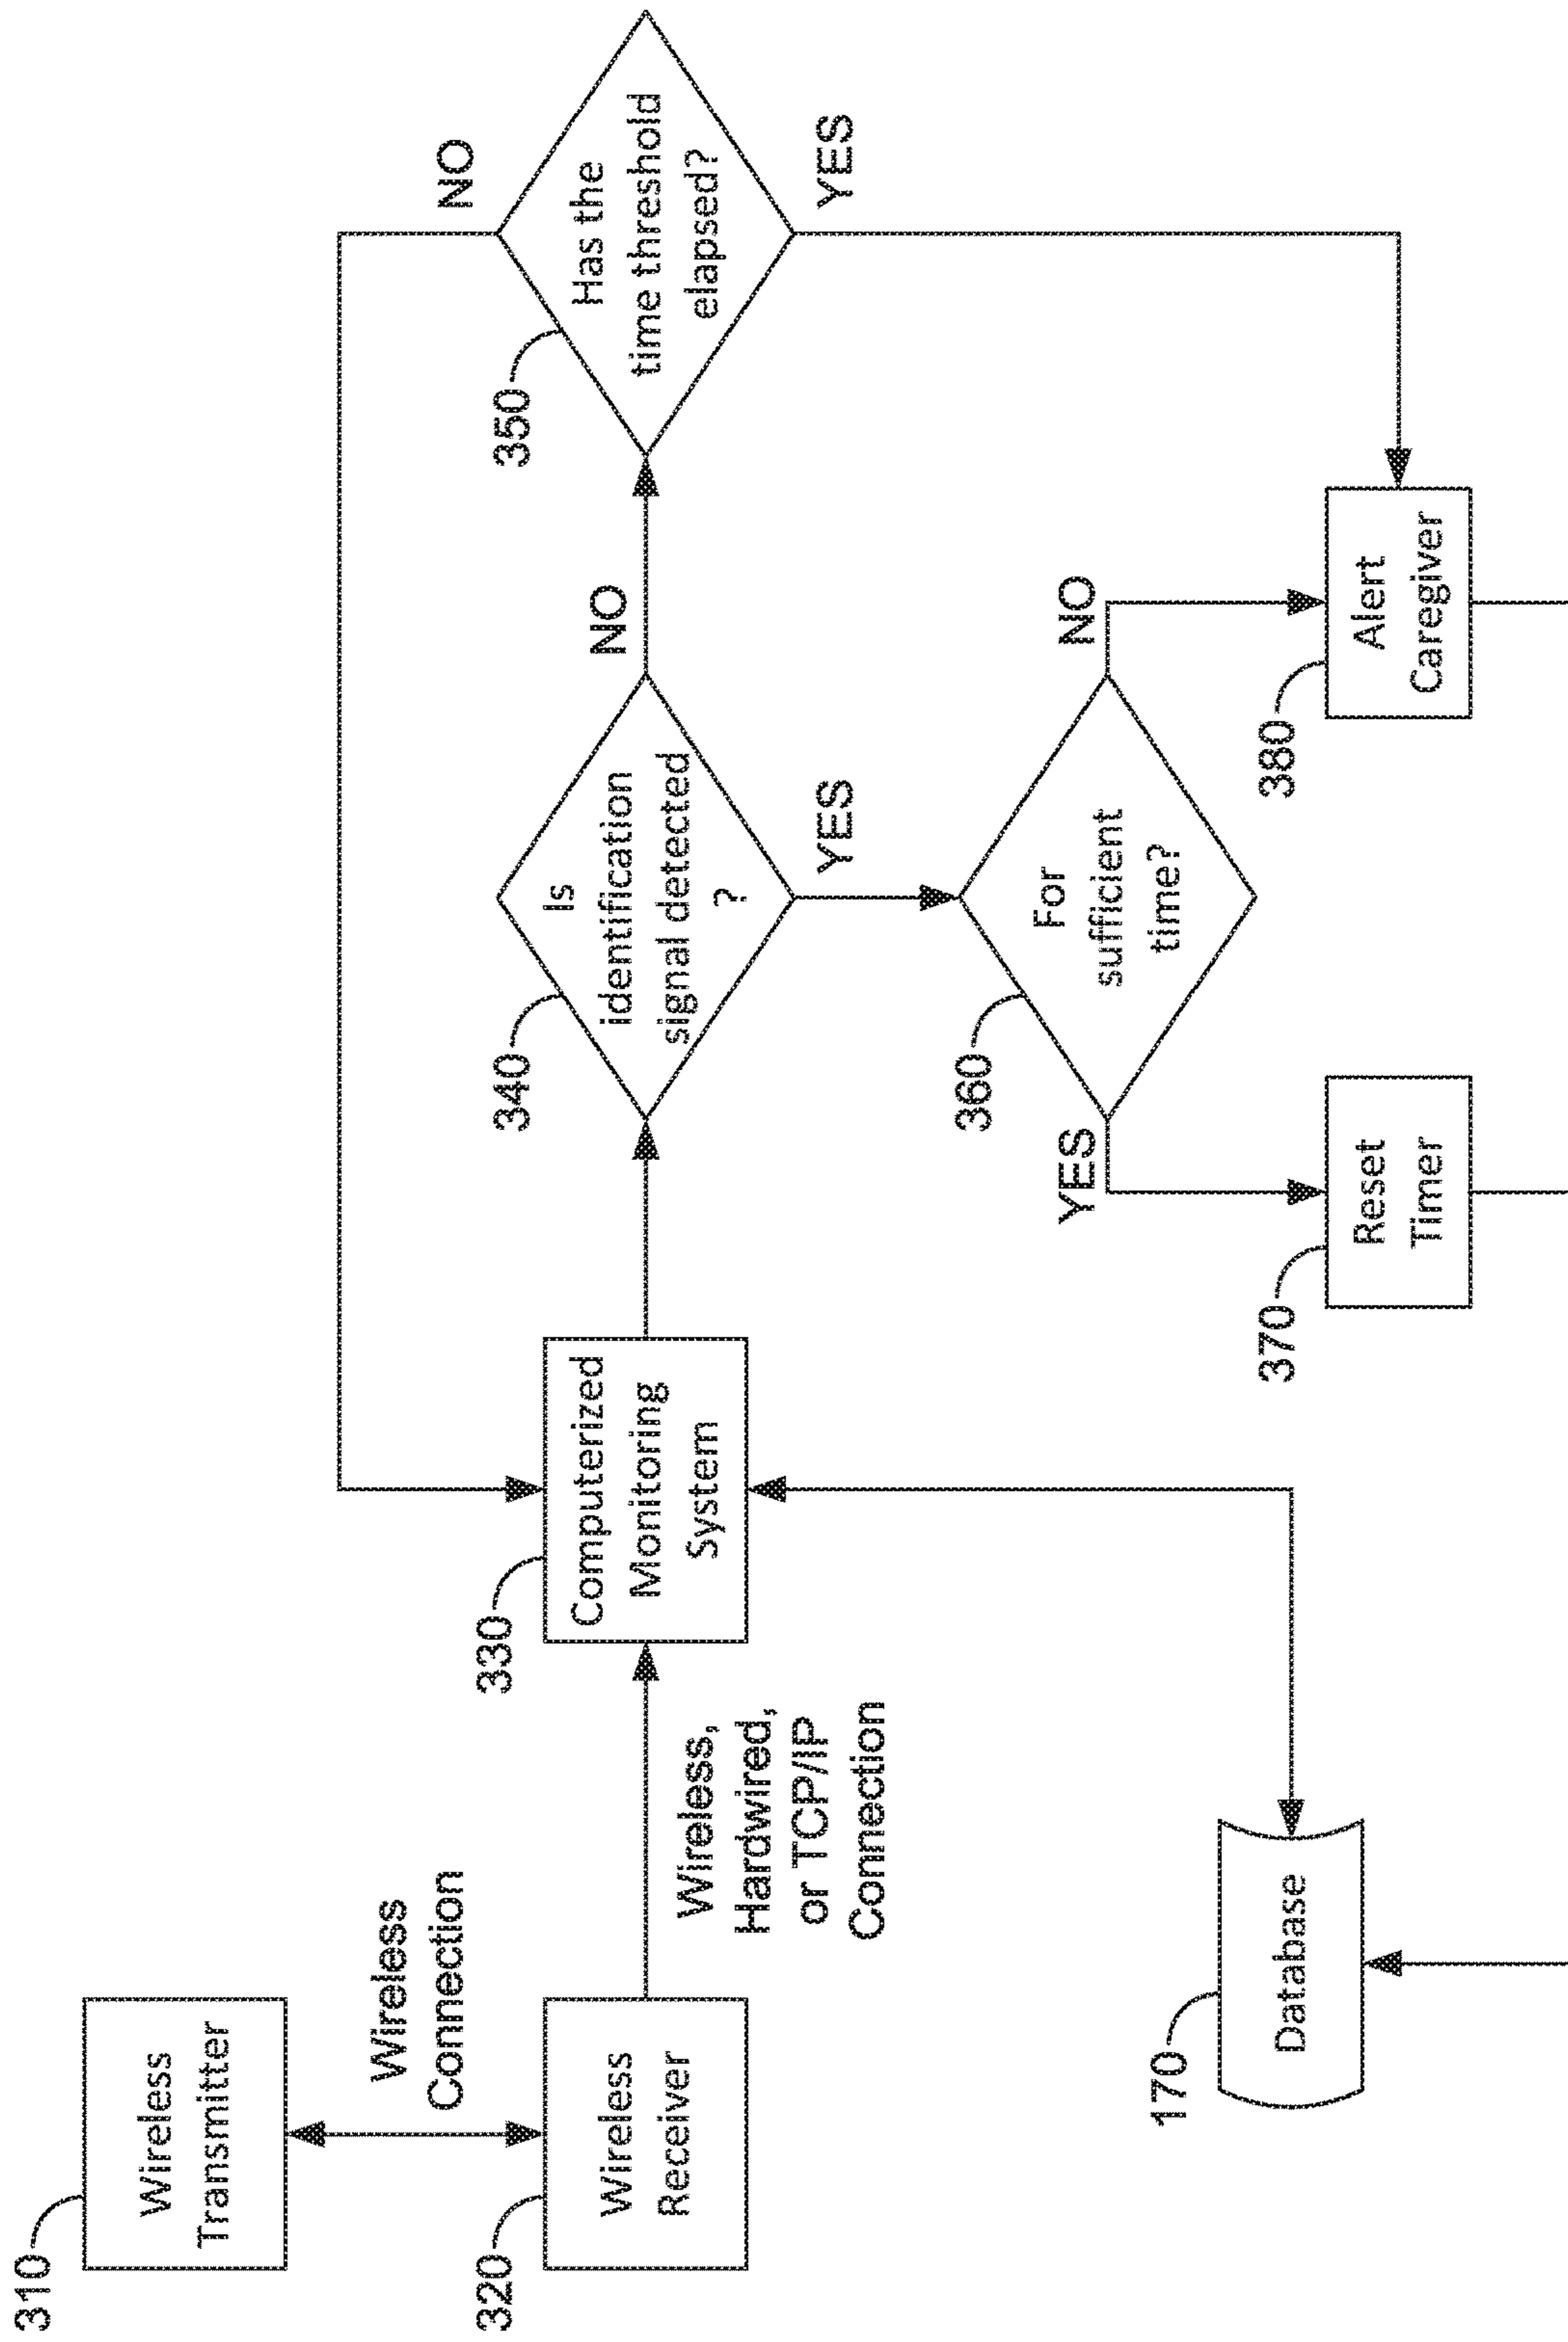 310
Wireless
Transmitter
Wireless
Connection
320
Wireless
Receiver
Wireless,
Hardwired,
or TCP/IP
Connection
330
Computerized
Monitoring
System
340
Is
identification
signal detected
?
NO
YES
350
Has the
time threshold
elapsed?
NO
YES
360
For
sufficient
time?
YES
NO
370
Reset
Timer
380
Alert
Caregiver
170
Database